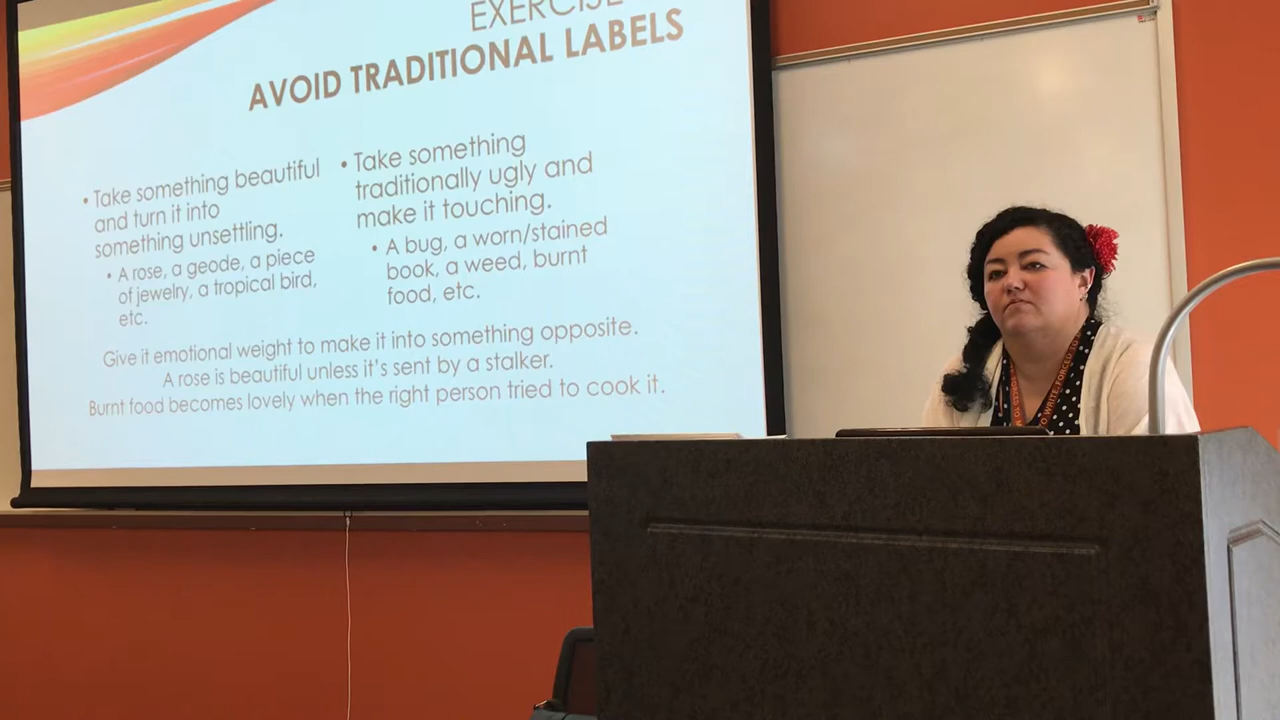 EXERCISE
AVOID TRADITIONAL LABELS
• Take something beautiful
and turn it into
something unsettling.
• A rose, a geode, a piece
of jewelry, a tropical bird,
etc.
• Take something
traditionally ugly and
make it touching.
• A bug, a worn/stained
book, a weed, burnt
food, etc.
Give it emotional weight to make it into something opposite.
A rose is beautiful unless it's sent by a stalker.
Burnt food becomes lovely when the right person tried to cook it.
O WRITE·FORCED TO